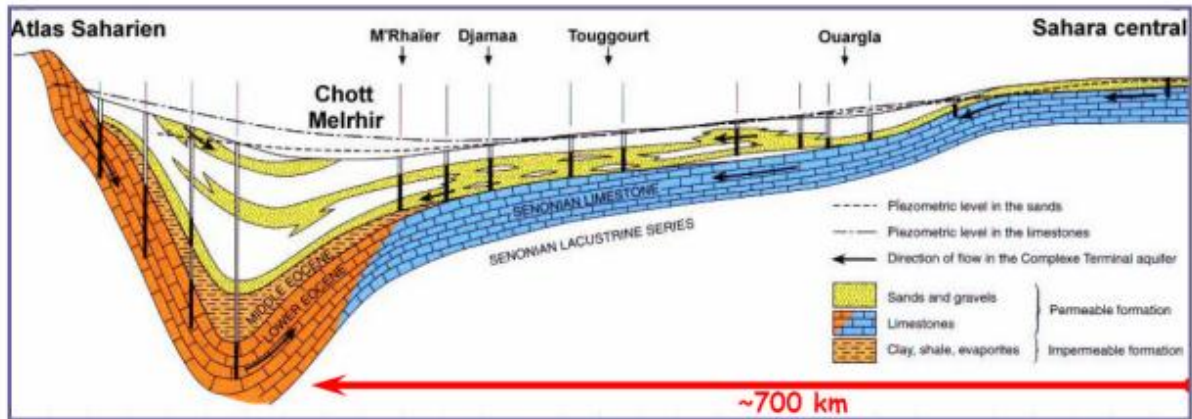 Atlas Saharien
M'Rhaïer
Djamaa
Touggourt
Ouargla
Sahara central
Chott
Melrhir
SENONIAN LIMESTONE
SENONIAN LACUSTRINE SERIES
MIDDLE EOCENE
LOWER EOCENE
Piezometric level in the sands
Piezometric level in the limestones
Direction of flow in the Complexe Terminal aquifer
Sands and gravels
Limestones
Permeable formation
Clay, shale, evaporites
Impermeable formation
~700 km